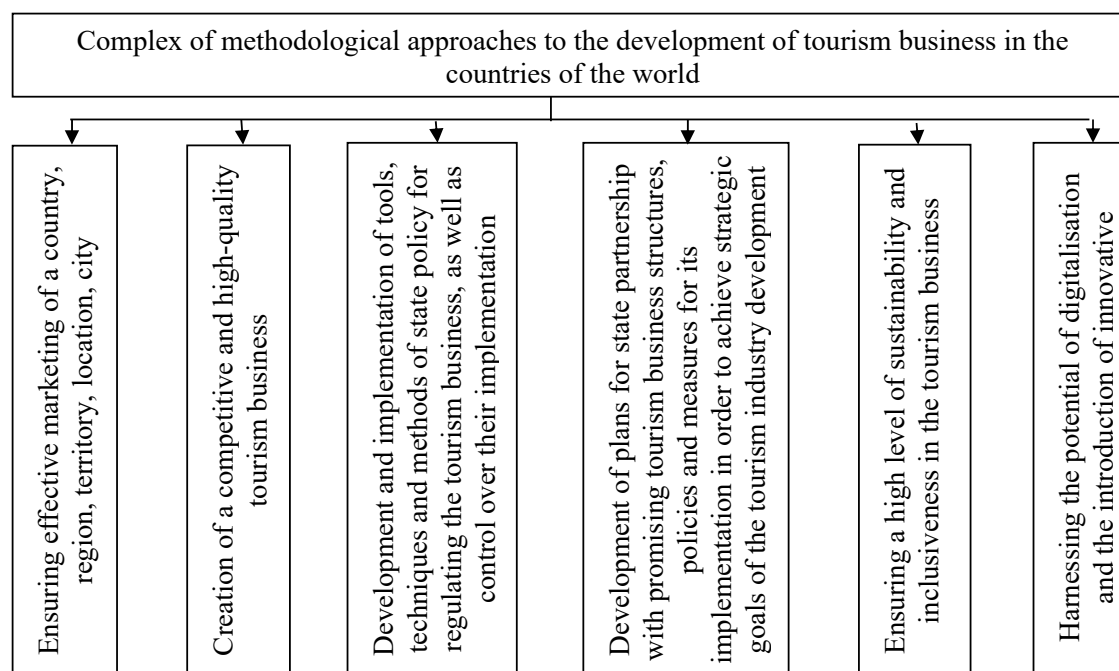 Complex of methodological approaches to the development of tourism business in the
countries of the world
Ensuring effective marketing of a country,
region, territory, location, city
Creation of a competitive and high-quality
tourism business
Development and implementation of tools,
techniques and methods of state policy for
regulating the tourism business, as well as
control over their implementation
Development of plans for state partnership
with promising tourism business structures,
policies and measures for its
implementation in order to achieve strategic
goals of the tourism industry development
Ensuring a high level of sustainability and
inclusiveness in the tourism business
Harnessing the potential of digitalisation
and the introduction of innovative